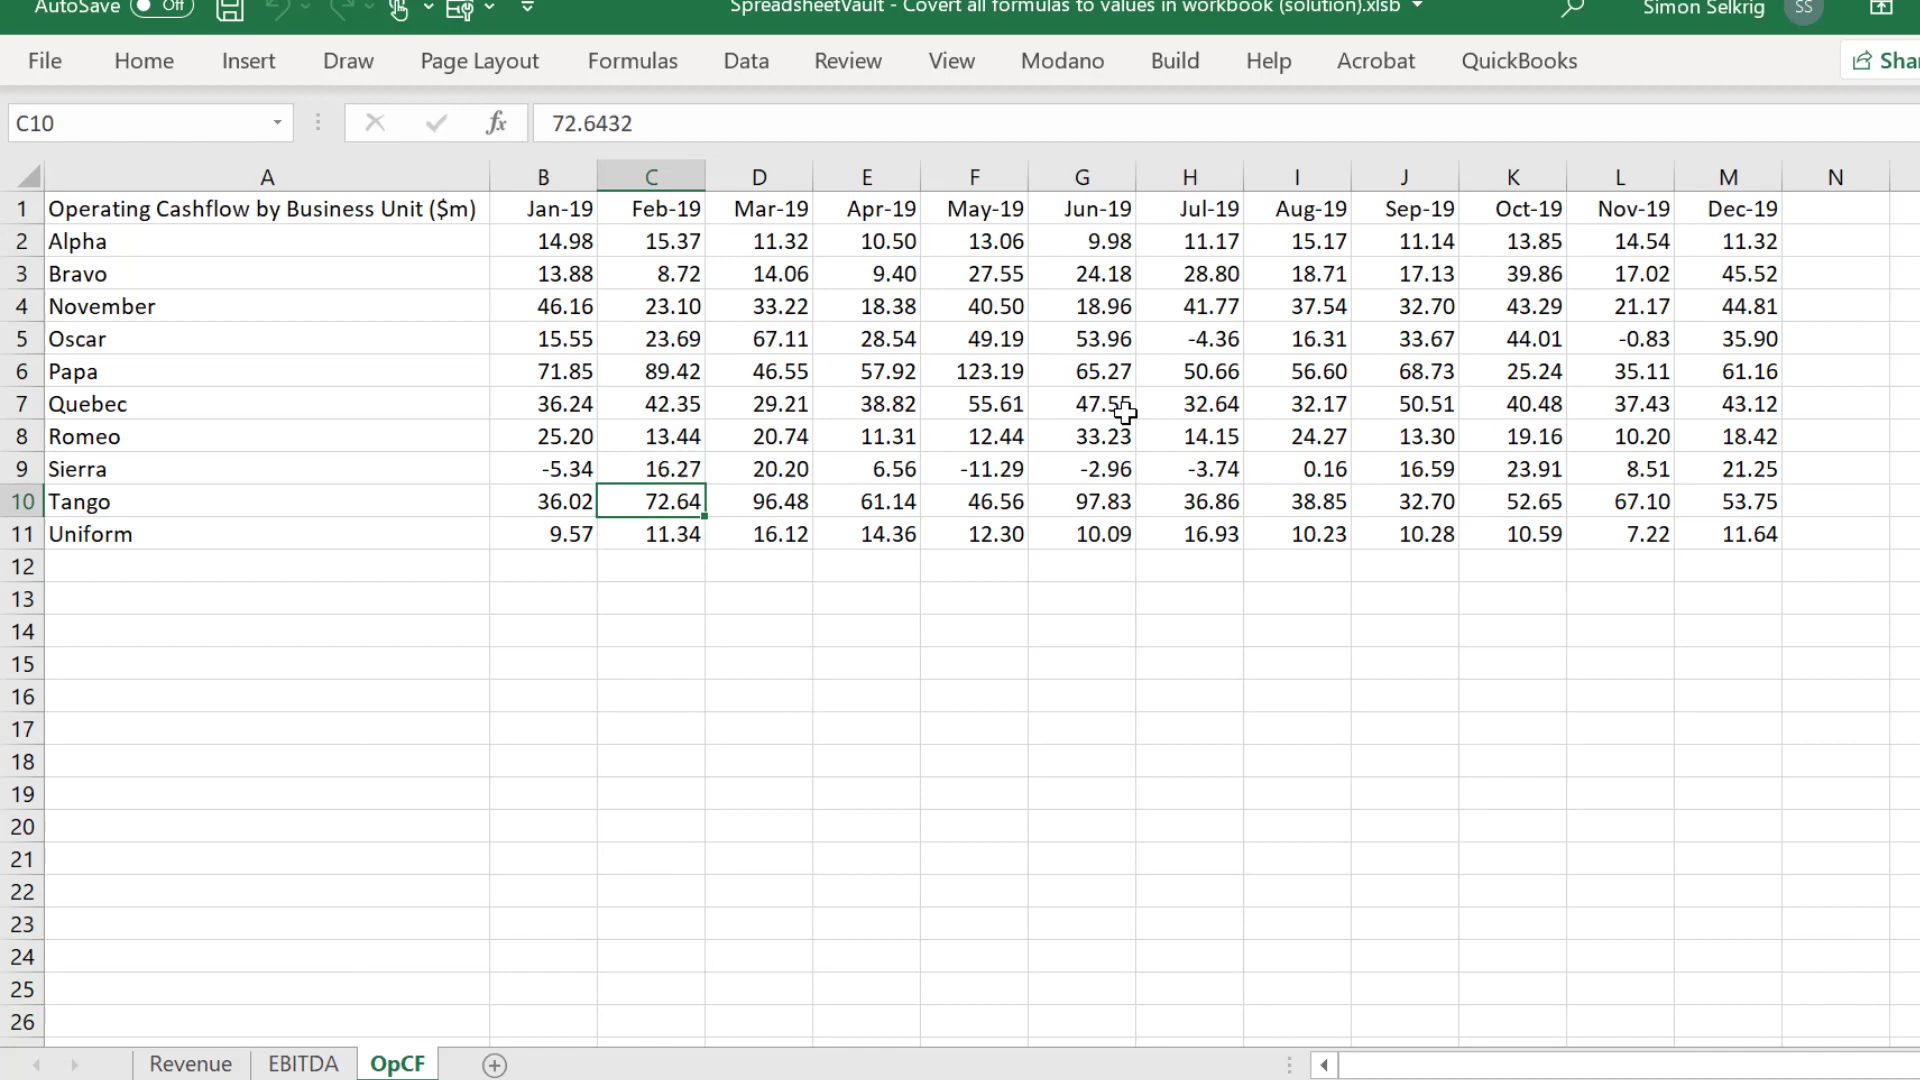 AutoSave Off SpreadsheetVault - Covert all formulas to values in workbook (solution).xlsb Simon Selkrig SS
File Home Insert Draw Page Layout Formulas Data Review View Modano Build Help Acrobat QuickBooks
C10 fx 72.6432
A B C D E F G H I J K L M N
1 Operating Cashflow by Business Unit ($m) Jan-19 Feb-19 Mar-19 Apr-19 May-19 Jun-19 Jul-19 Aug-19 Sep-19 Oct-19 Nov-19 Dec-19
2 Alpha 14.98 15.37 11.32 10.50 13.06 9.98 11.17 15.17 11.14 13.85 14.54 11.32
3 Bravo 13.88 8.72 14.06 9.40 27.55 24.18 28.80 18.71 17.13 39.86 17.02 45.52
4 November 46.16 23.10 33.22 18.38 40.50 18.96 41.77 37.54 32.70 43.29 21.17 44.81
5 Oscar 15.55 23.69 67.11 28.54 49.19 53.96 -4.36 16.31 33.67 44.01 -0.83 35.90
6 Papa 71.85 89.42 46.55 57.92 123.19 65.27 50.66 56.60 68.73 25.24 35.11 61.16
7 Quebec 36.24 42.35 29.21 38.82 55.61 47.55 32.64 32.17 50.51 40.48 37.43 43.12
8 Romeo 25.20 13.44 20.74 11.31 12.44 33.23 14.15 24.27 13.30 19.16 10.20 18.42
9 Sierra -5.34 16.27 20.20 6.56 -11.29 -2.96 -3.74 0.16 16.59 23.91 8.51 21.25
10 Tango 36.02 72.64 96.48 61.14 46.56 97.83 36.86 38.85 32.70 52.65 67.10 53.75
11 Uniform 9.57 11.34 16.12 14.36 12.30 10.09 16.93 10.23 10.28 10.59 7.22 11.64
12
13
14
15
16
17
18
19
20
21
22
23
24
25
26
Revenue EBITDA OpCF